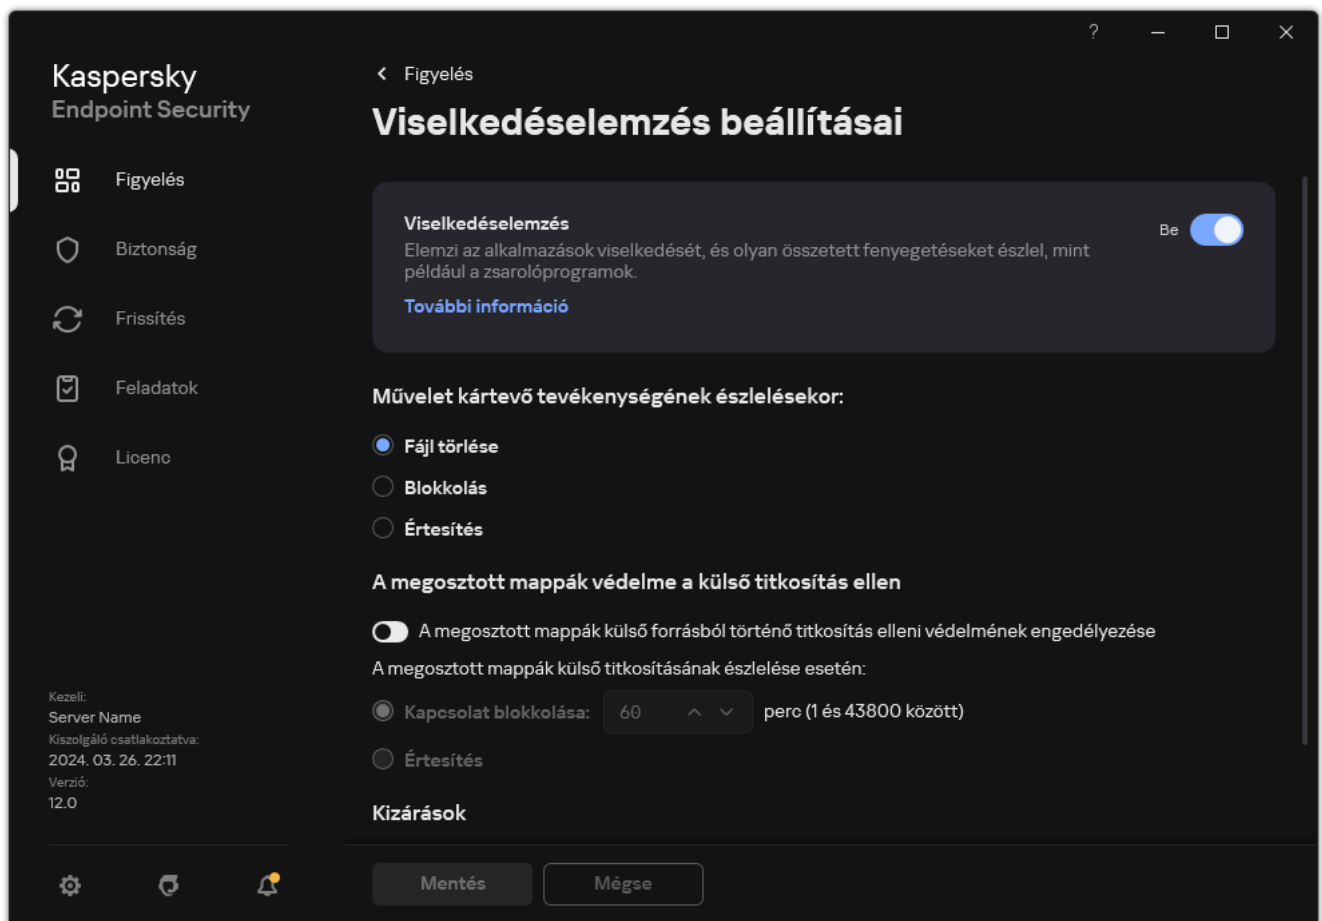 ?
Kaspersky
Endpoint Security
Figyelés
Biztonság
Frissítés
Feladatok
Licenc
Kezeli:
Server Name
Kiszolgáló csatlakoztatva:
2024. 03. 26. 22:11
Verzió:
12.0
Figyelés
Viselkedéselemzés beállításai
Viselkedéselemzés
Elemzi az alkalmazások viselkedését, és olyan összetett fenyegetéseket észlel, mint
például a zsarolóprogramok.
További információ
Be
Művelet kártevő tevékenységének észlelésekor:
Fájl törlése
Blokkolás
Értesítés
A megosztott mappák védelme a külső titkosítás ellen
A megosztott mappák külső forrásból történő titkosítás elleni védelmének engedélyezése
A megosztott mappák külső titkosításának észlelése esetén:
Kapcsolat blokkolása: 60 perc (1 és 43800 között)
Értesítés
Kizárások
Mentés Mégse